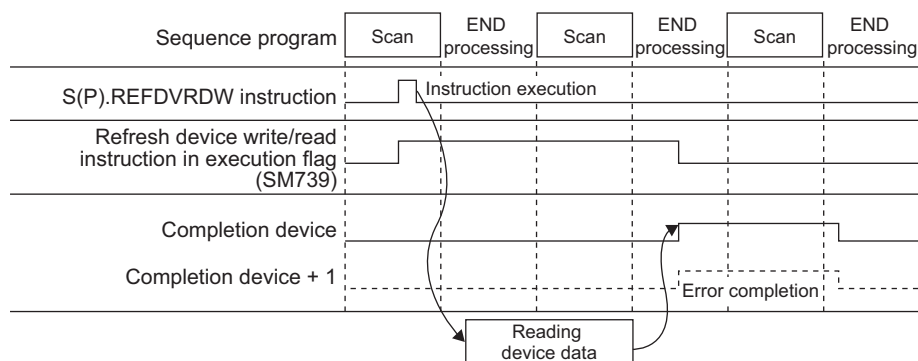 Sequence program
Scan
END
processing
Scan
END
processing
Scan
END
processing
S(P).REFDVRDW instruction
Instruction execution
Refresh device write/read
instruction in execution flag
(SM739)
Completion device
Completion device + 1
Error completion
Reading
device data